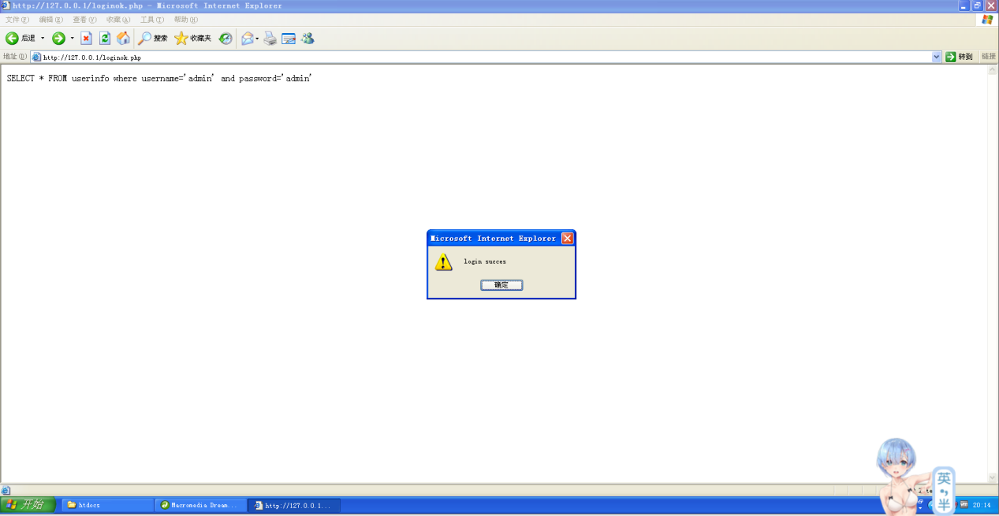 http://127.0.0.1/loginok.php - Microsoft Internet Explorer
文件(F) 编辑(E) 查看(V) 收藏(A) 工具(T) 帮助(H)
后退 搜索 收藏夹
地址(D) http://127.0.0.1/loginok.php 转到 链接
SELECT * FROM userinfo where username='admin' and password='admin'
Microsoft Internet Explorer
login succes
确定
英
半
开始 htdocs Macromedia Dream... http://127.0.0.1... 20:14